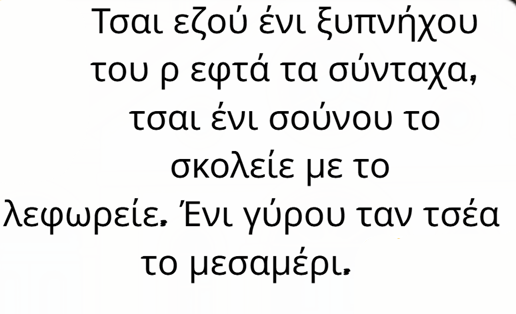 Τσαι εζού ένι ξυπνήχου
του ρ εφτά τα σύνταχα,
τσαι ένι σούνου το
σκολείε με το
λεφωρείε. Ένι γύρου ταν τσέα
το μεσαμέρι.